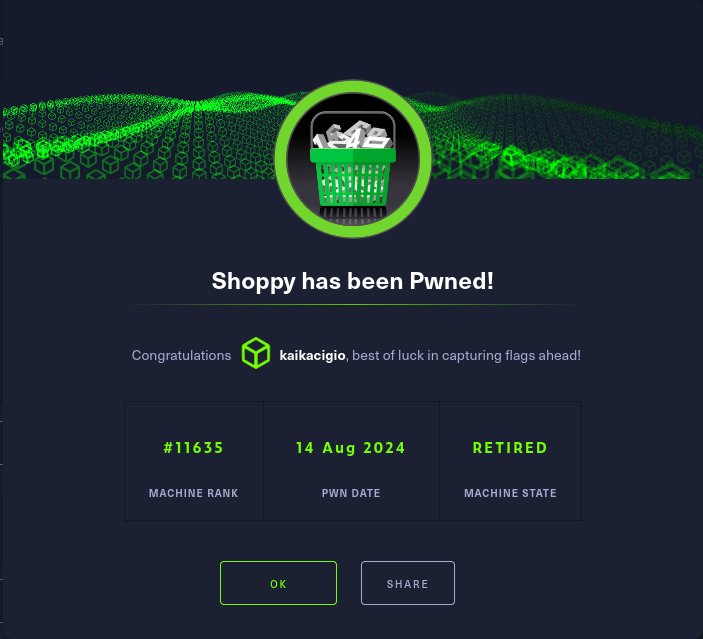 Shoppy has been Pwned!
Congratulations kaikacigio, best of luck in capturing flags ahead!
#11635 14 Aug 2024 RETIRED
MACHINE RANK PWN DATE MACHINE STATE
OK SHARE